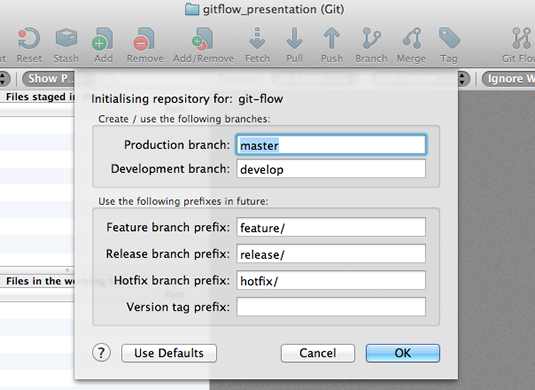 gitflow_presentation (Git)
Reset Stash Add Remove Add/Remove Fetch Pull Push Branch Merge Tag Git Flow
Show P... Ignore W
Files staged in
Initialising repository for: git-flow
Create / use the following branches:
Production branch: master
Development branch: develop
Use the following prefixes in future:
Feature branch prefix: feature/
Release branch prefix: release/
Hotfix branch prefix: hotfix/
Files in the working
Version tag prefix:
? Use Defaults Cancel OK